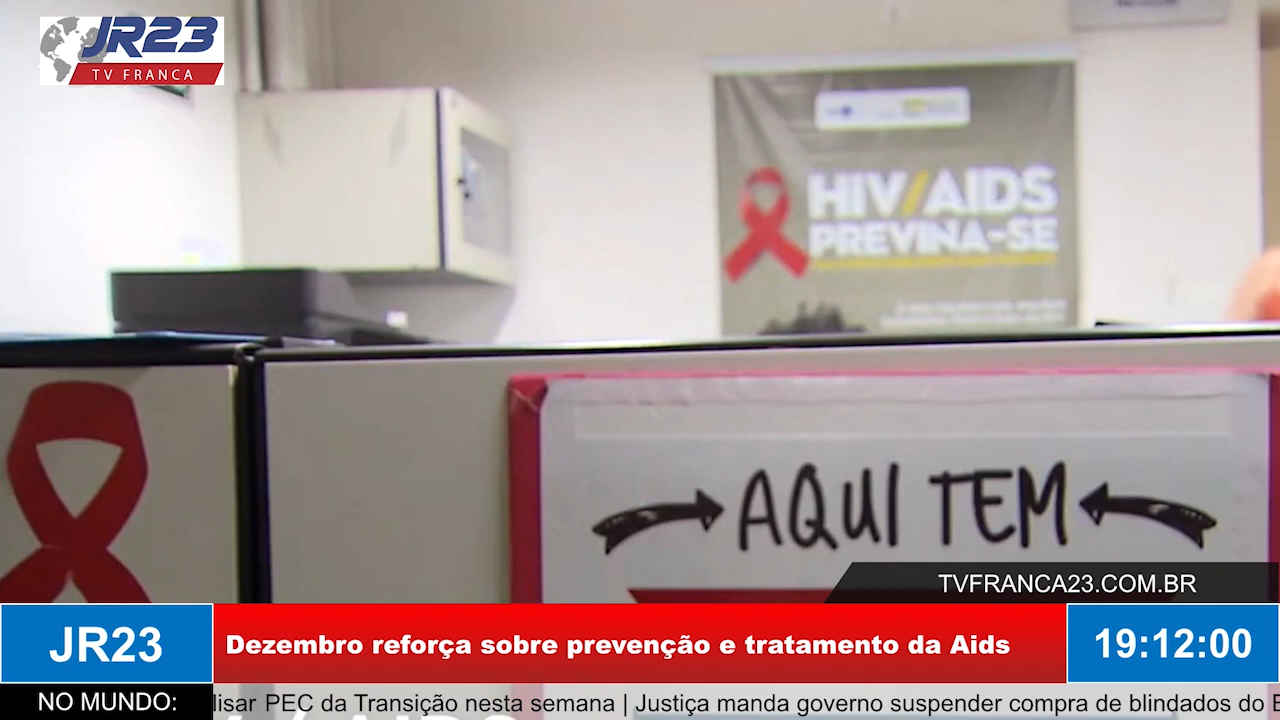 JR23
TV FRANCA
HIV/AIDS
PREVINA-SE
AQUI TEM
TVFRANCA23.COM.BR
JR23
Dezembro reforça sobre prevenção e tratamento da Aids
19:12:00
NO MUNDO:
lisar PEC da Transição nesta semana | Justiça manda governo suspender compra de blindados do E